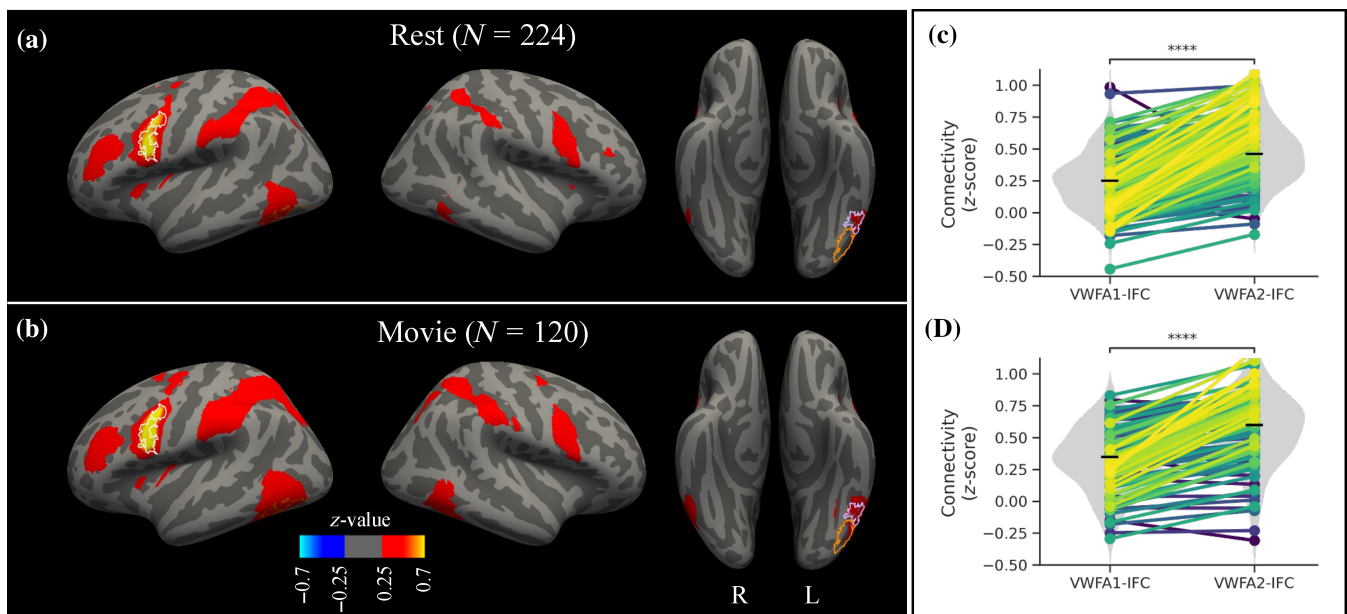 (a)
Rest (N = 224)
(b)
Movie (N = 120)
z-value
−0.7
−0.25
0.25
0.7
R
L
(c)
****
Connectivity
(z-score)
1.00
0.75
0.50
0.25
0.00
−0.25
−0.50
VWFA1-IFC
VWFA2-IFC
(D)
****
Connectivity
(z-score)
1.00
0.75
0.50
0.25
0.00
−0.25
−0.50
VWFA1-IFC
VWFA2-IFC